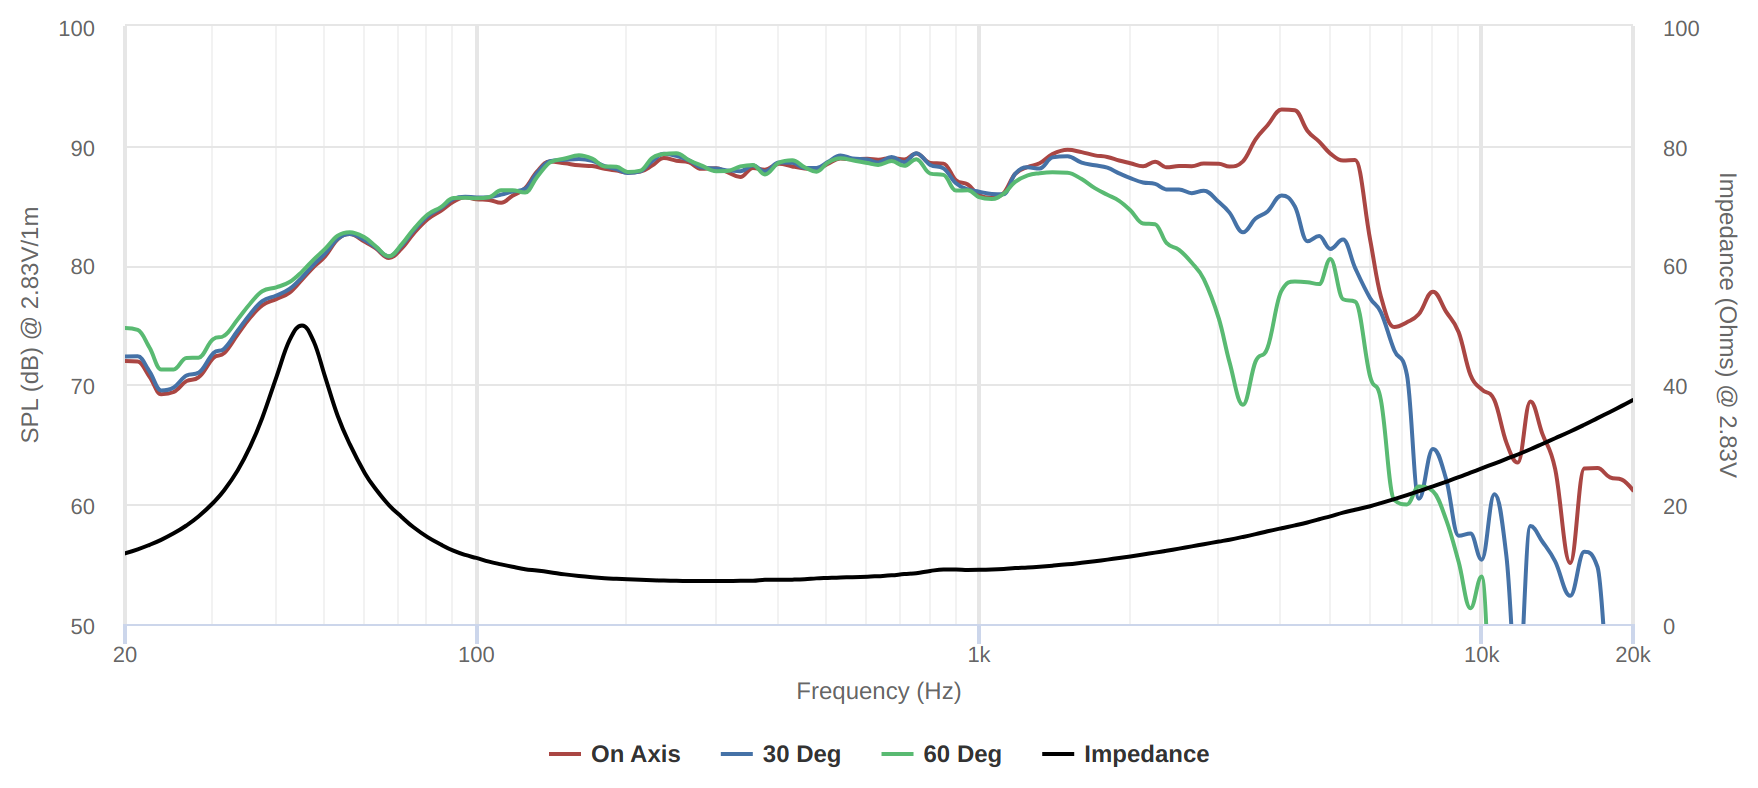 100
90
80
70
60
50
SPL (dB) @ 2.83V/1m
100
80
60
40
20
0
Impedance (Ohms) @ 2.83V
20 100 1k 10k 20k
Frequency (Hz)
On Axis 30 Deg 60 Deg Impedance